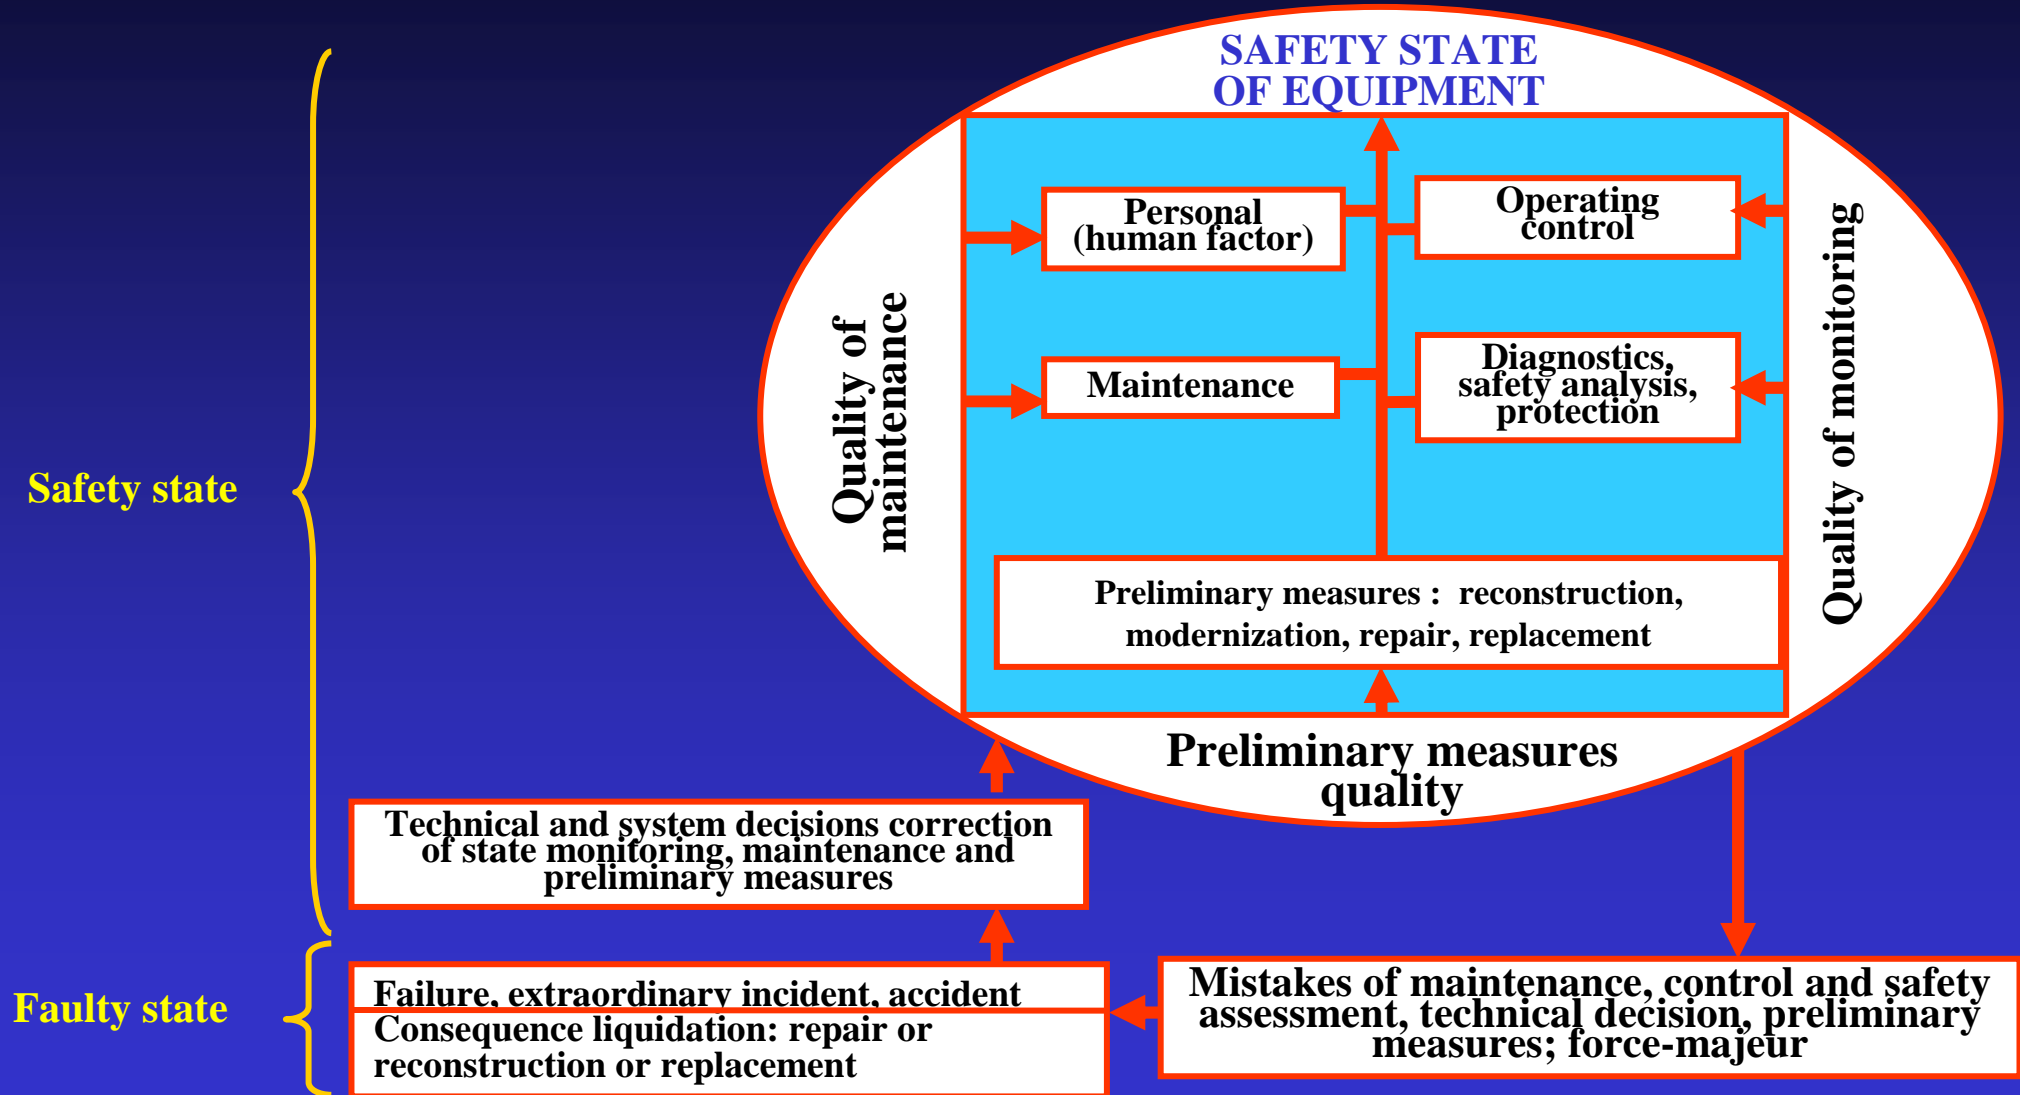 SAFETY STATE
OF EQUIPMENT
Personal
(human factor)
Operating
control
Quality of
maintenance
Quality of monitoring
Maintenance
Diagnostics,
safety analysis,
protection
Safety state
Preliminary measures :  reconstruction,
modernization, repair, replacement
Preliminary measures
quality
Technical and system decisions correction
of state monitoring, maintenance and
preliminary measures
Faulty state
Failure, extraordinary incident, accident
Consequence liquidation: repair or
reconstruction or replacement
Mistakes of maintenance, control and safety
assessment, technical decision, preliminary
measures; force-majeur